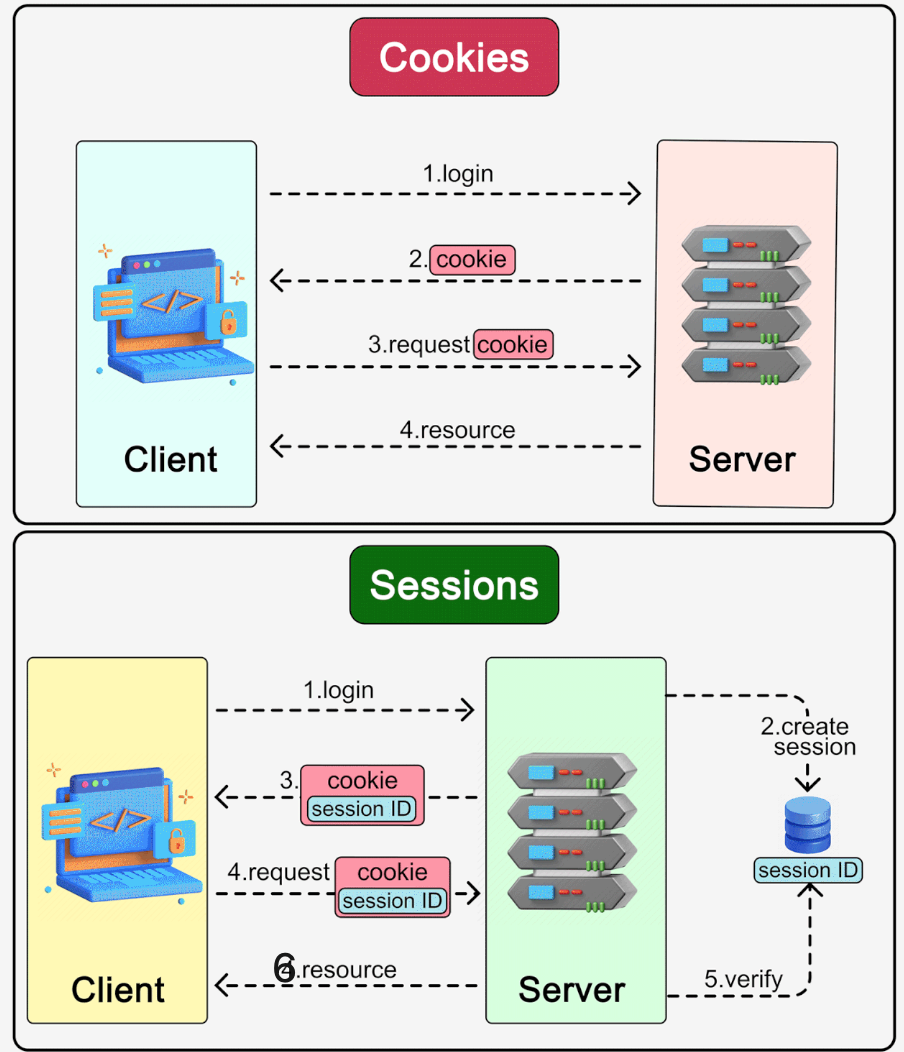 Cookies
1.login
2.cookie
3.request cookie
4.resource
Client
Server
Sessions
1.login
2.create
session
3.cookie
session ID
4.request cookie
session ID
session ID
5.verify
6.resource
Client
Server